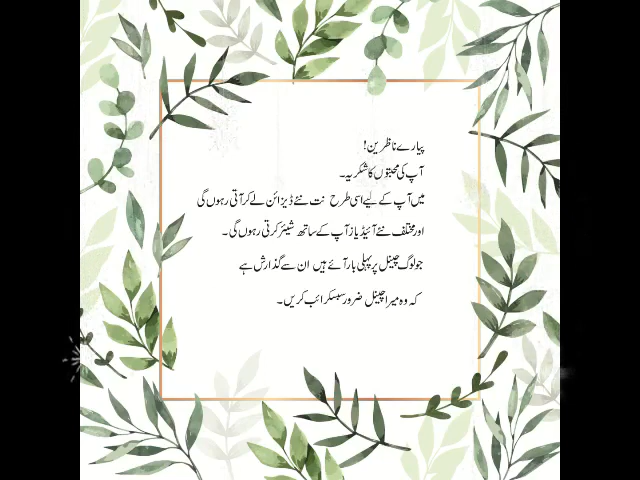 پیارے ناظرین!
آپ کی محبتوں کا شکریہ۔
میں آپ کے لیے اسی طرح نت نئے ڈیزائن لے کر آتی رہوں گی
اور مختلف نئے آئیڈیاز آپ کے ساتھ شیئر کرتی رہوں گی۔
جو لوگ چینل پر پہلی بار آئے ہیں ان سے گذارش ہے
کہ وہ میرا چینل ضرور سبسکرائب کریں۔